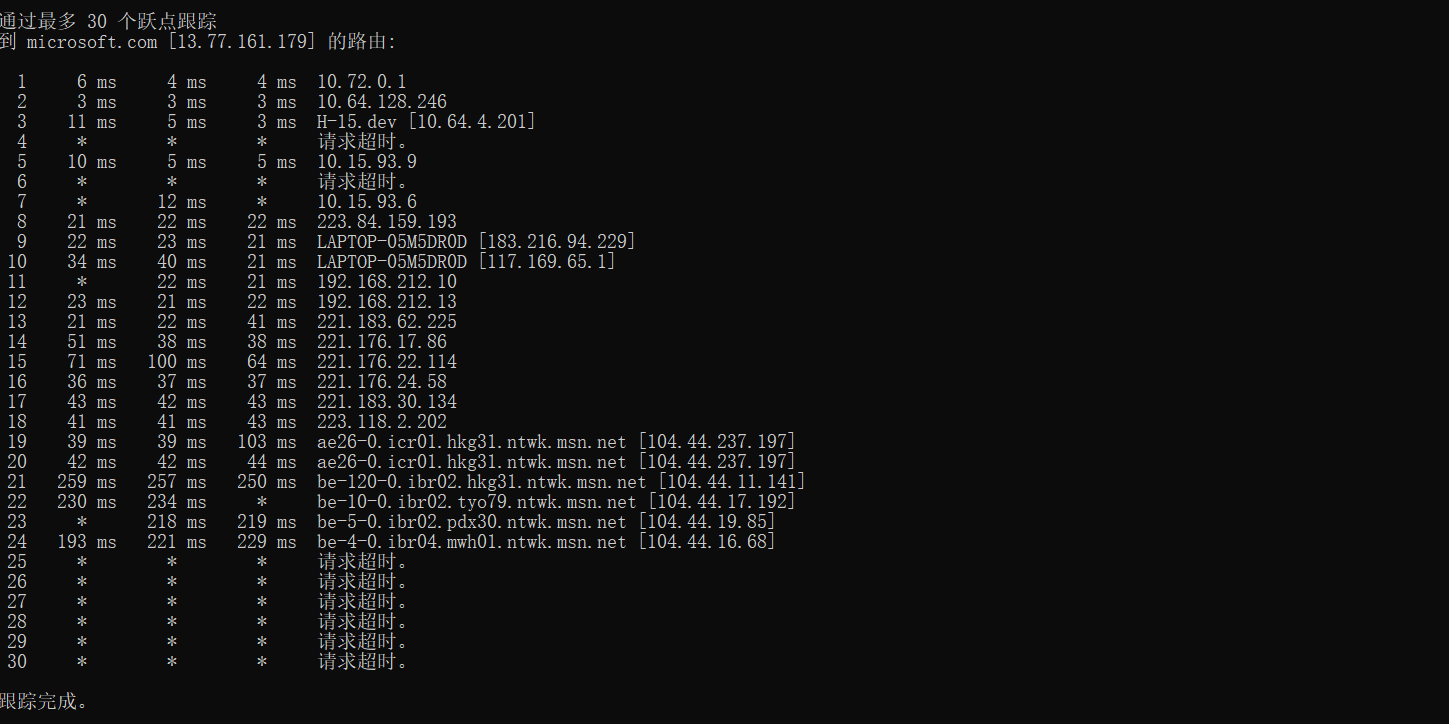 通过最多 30 个跃点跟踪
到 microsoft.com [13.77.161.179] 的路由:
1 6 ms 4 ms 4 ms 10.72.0.1
2 3 ms 3 ms 3 ms 10.64.128.246
3 11 ms 5 ms 3 ms H-15.dev [10.64.4.201]
4 * * * 请求超时。
5 10 ms 5 ms 5 ms 10.15.93.9
6 * * * 请求超时。
7 * 12 ms * 10.15.93.6
8 21 ms 22 ms 22 ms 223.84.159.193
9 22 ms 23 ms 21 ms LAPTOP-05M5DR0D [183.216.94.229]
10 34 ms 40 ms 21 ms LAPTOP-05M5DR0D [117.169.65.1]
11 * 22 ms 21 ms 192.168.212.10
12 23 ms 21 ms 22 ms 192.168.212.13
13 21 ms 22 ms 41 ms 221.183.62.225
14 51 ms 38 ms 38 ms 221.176.17.86
15 71 ms 100 ms 64 ms 221.176.22.114
16 36 ms 37 ms 37 ms 221.176.24.58
17 43 ms 42 ms 43 ms 221.183.30.134
18 41 ms 41 ms 43 ms 223.118.2.202
19 39 ms 39 ms 103 ms ae26-0.icr01.hkg31.ntwk.msn.net [104.44.237.197]
20 42 ms 42 ms 44 ms ae26-0.icr01.hkg31.ntwk.msn.net [104.44.237.197]
21 259 ms 257 ms 250 ms be-120-0.ibr02.hkg31.ntwk.msn.net [104.44.11.141]
22 230 ms 234 ms * be-10-0.ibr02.tyo79.ntwk.msn.net [104.44.17.192]
23 * 218 ms 219 ms be-5-0.ibr02.pdx30.ntwk.msn.net [104.44.19.85]
24 193 ms 221 ms 229 ms be-4-0.ibr04.mwh01.ntwk.msn.net [104.44.16.68]
25 * * * 请求超时。
26 * * * 请求超时。
27 * * * 请求超时。
28 * * * 请求超时。
29 * * * 请求超时。
30 * * * 请求超时。
跟踪完成。